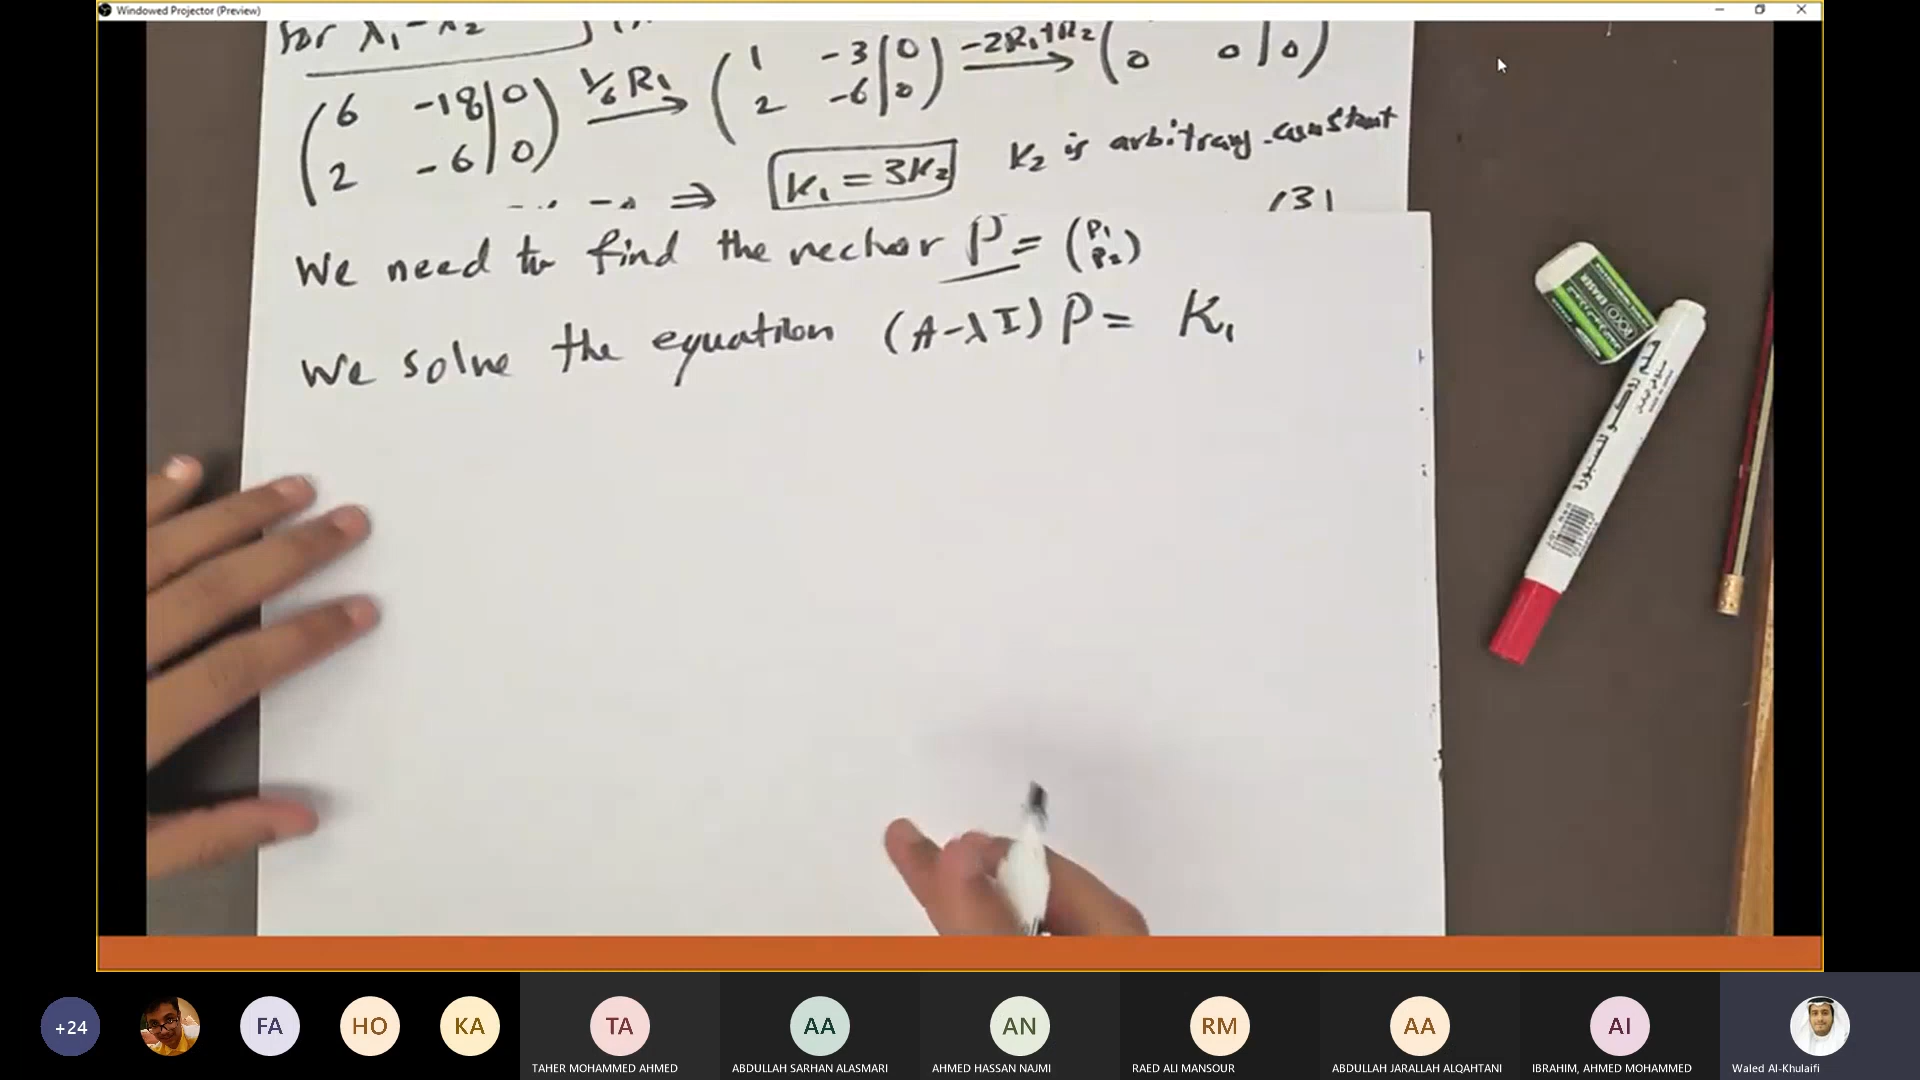 Windowed Projector (Preview)
for λ₁ = λ₂
(6 -18 | 0
2 -6 | 0) 1/6 R₁ → (1 -3 | 0
2 -6 | 0) -2R₁+R₂ → (
0 0 | 0)
⇒ K₁ = 3K₂ K₂ is arbitray constant
We need to find the vector P = (P₁
P₂)
We solve the equation (A-λI) P = K₁
OXO
ERASER
+24
FA
HO
KA
TA
AA
AN
RM
AA
AI
TAHER MOHAMMED AHMED
ABDULLAH SARHAN ALASMARI
AHMED HASSAN NAJMI
RAED ALI MANSOUR
ABDULLAH JARALLAH ALQAHTANI
IBRAHIM, AHMED MOHAMMED
Waled Al-Khulaifi